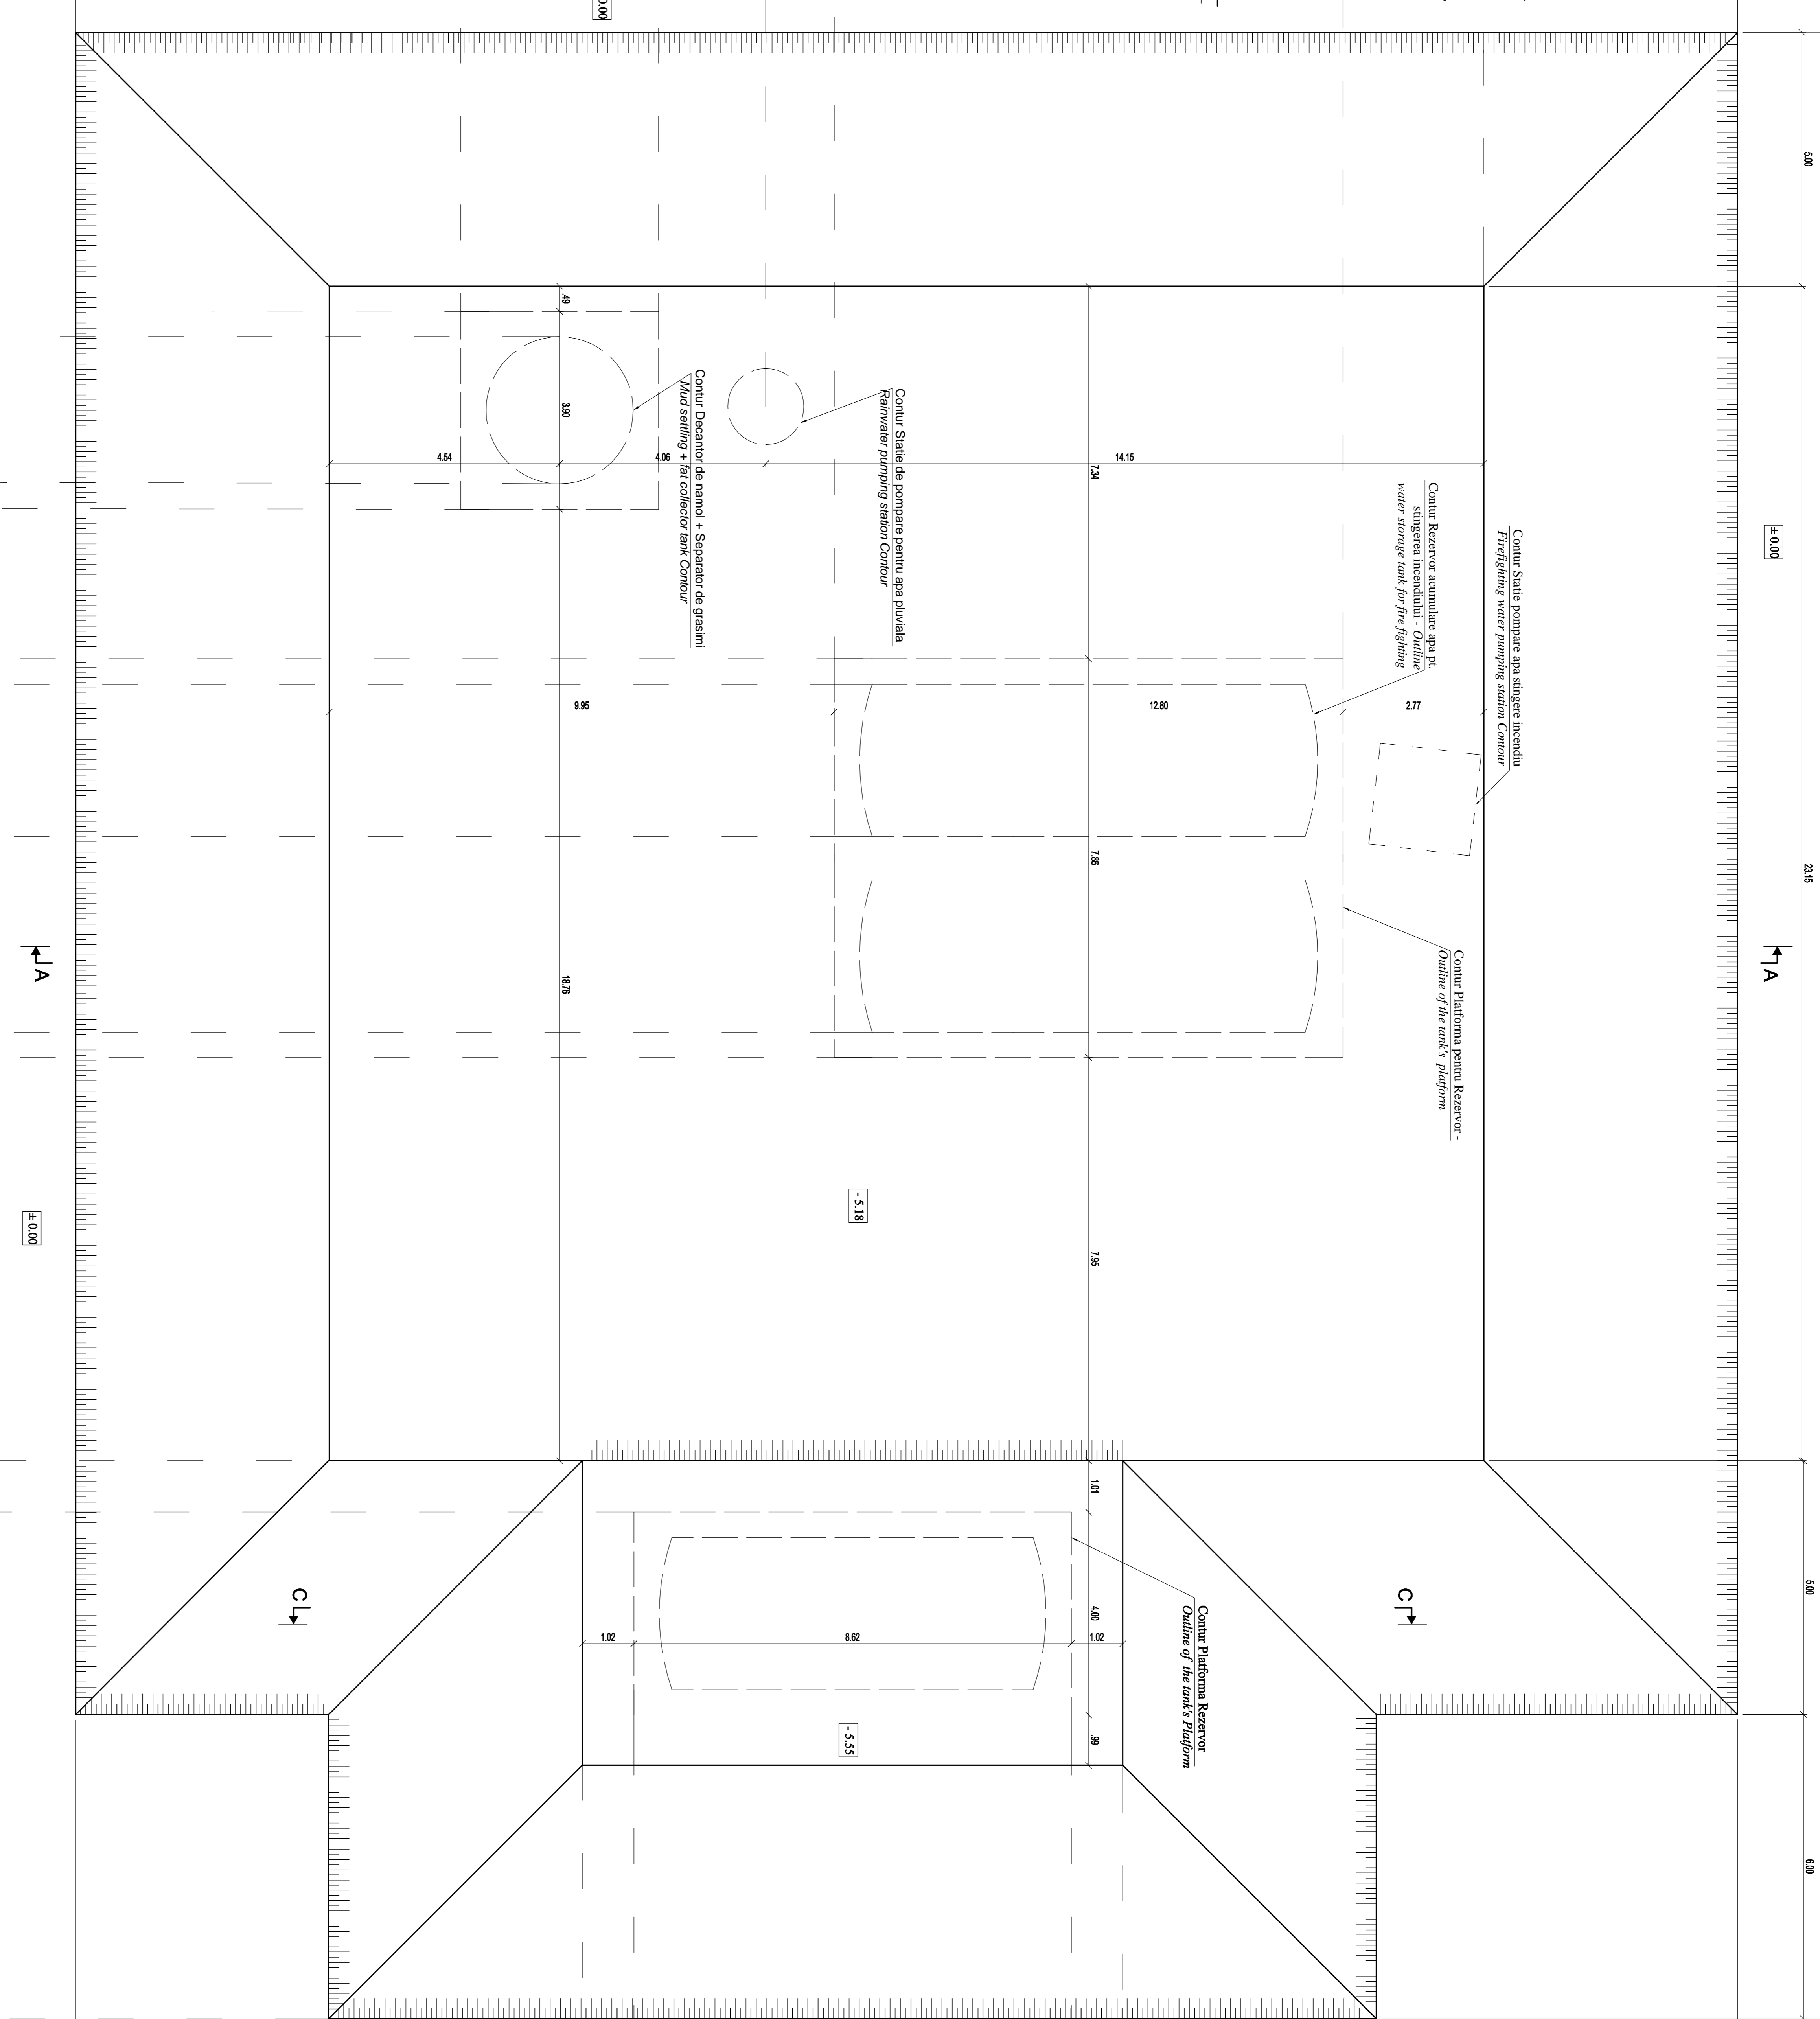 0.00
5.00
23.15
5.00
6.00
± 0.00
A
A
± 0.00
.49
3.90
18.76
7.34
7.86
7.95
4.54
4.06
14.15
9.95
12.80
2.77
Contur Decantor de namol + Separator de grasimi
Mud settling + fat collector tank Contour
Contur Statie de pompare pentru apa pluviala
Rainwater pumping station Contour
Contur Rezervor acumulare apa pt.
stingerea incendiului - Outline
water storage tank for fire fighting
Contur Statie pompare apa stingere incendiu
Firefighting water pumping station Contour
Contur Platforma pentru Rezervor -
Outline of the tank's platform
- 5.18
1.01
4.00
.99
1.02
8.62
1.02
Contur Platforma Rezervor
Outline of the tank's Platform
- 5.55
C
C